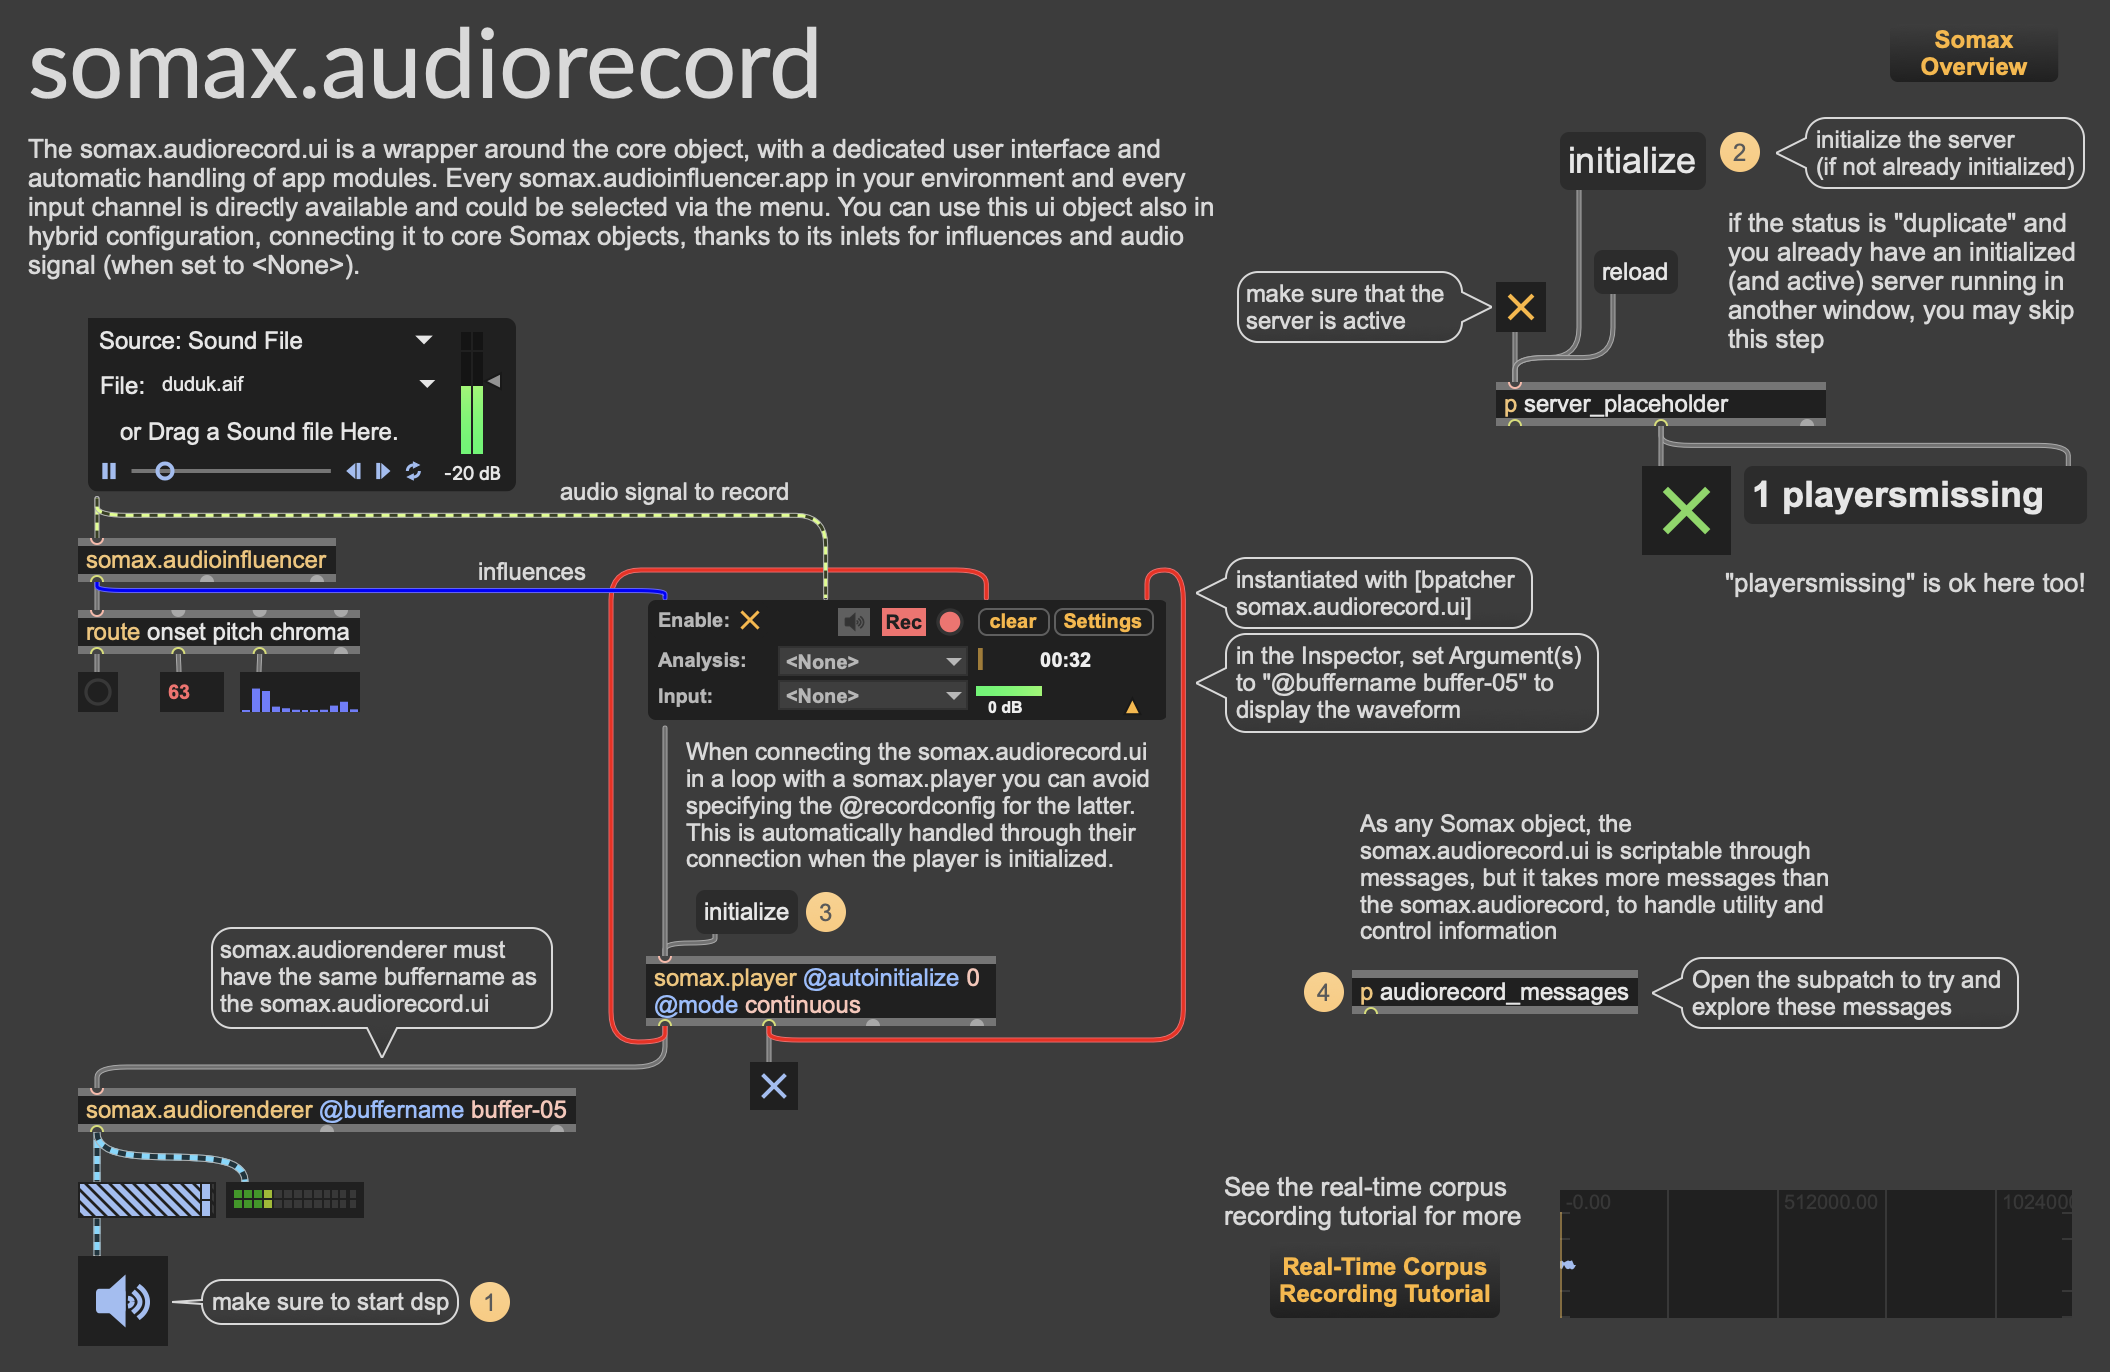 somax.audiorecord
Somax
Overview
The somax.audiorecord.ui is a wrapper around the core object, with a dedicated user interface and
automatic handling of app modules. Every somax.audioinfluencer.app in your environment and every
input channel is directly available and could be selected via the menu. You can use this ui object also in
hybrid configuration, connecting it to core Somax objects, thanks to its inlets for influences and audio
signal (when set to <None>).
initialize
2
initialize the server
(if not already initialized)
if the status is "duplicate" and
you already have an initialized
(and active) server running in
another window, you may skip
this step
reload
make sure that the
server is active
p server_placeholder
1 playersmissing
"playersmissing" is ok here too!
Source: Sound File
File: duduk.aif
or Drag a Sound file Here.
-20 dB
audio signal to record
somax.audioinfluencer
influences
route onset pitch chroma
63
Enable:
Rec
clear
Settings
Analysis:
<None>
00:32
Input:
<None>
0 dB
instantiated with [bpatcher
somax.audiorecord.ui]
in the Inspector, set Argument(s)
to "@buffername buffer-05" to
display the waveform
When connecting the somax.audiorecord.ui
in a loop with a somax.player you can avoid
specifying the @recordconfig for the latter.
This is automatically handled through their
connection when the player is initialized.
initialize
3
somax.player @autoinitialize 0
@mode continuous
As any Somax object, the
somax.audiorecord.ui is scriptable through
messages, but it takes more messages than
the somax.audiorecord, to handle utility and
control information
4
p audiorecord_messages
Open the subpatch to try and
explore these messages
somax.audiorenderer must
have the same buffername as
the somax.audiorecord.ui
somax.audiorenderer @buffername buffer-05
make sure to start dsp
1
See the real-time corpus
recording tutorial for more
Real-Time Corpus
Recording Tutorial
-0.00
512000.00
1024000